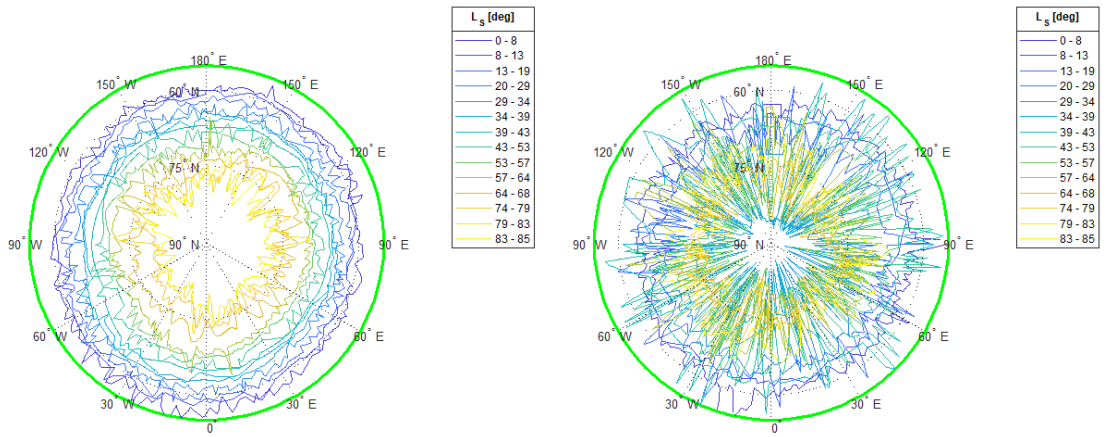 L S [deg]
0 - 8
8 - 13
13 - 19
20 - 29
29 - 34
34 - 39
39 - 43
43 - 53
53 - 57
57 - 64
64 - 68
74 - 79
79 - 83
83 - 85
180° E
150° W
150° E
60° N
120° W
120° E
75° N
90° W
90° N
90° E
60° W
60° E
30° W
30° E
0°
L S [deg]
0 - 8
8 - 13
13 - 19
20 - 29
29 - 34
34 - 39
39 - 43
43 - 53
53 - 57
57 - 64
64 - 68
74 - 79
79 - 83
83 - 85
180° E
150° W
150° E
60° N
120° W
120° E
75° N
90° W
90° N
90° E
60° W
60° E
30° W
30° E
0°